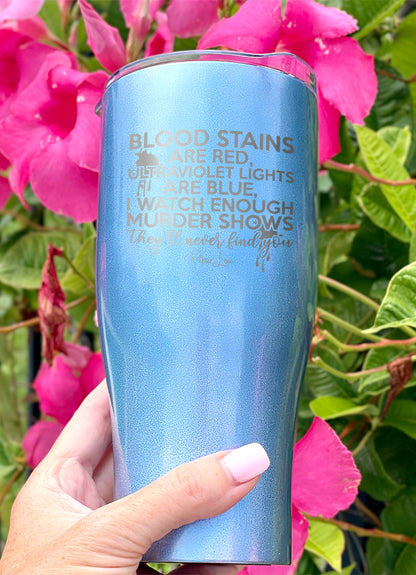 BLOOD STAINS
ARE RED,
ULTRAVIOLET LIGHTS
ARE BLUE,
I WATCH ENOUGH
MURDER SHOWS
they'll never find you